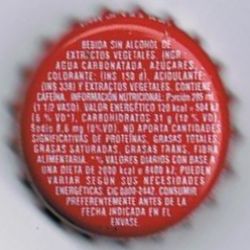 BEBIDA SIN ALCOHOL DE
EXTRACTOS VEGETALES. INGR.:
AGUA CARBONATADA, AZÚCARES,
COLORANTE: (INS 150 d), ACIDULANTE:
(INS 338) Y EXTRACTOS VEGETALES. CONTIENE
CAFEÍNA. INFORMACIÓN NUTRICIONAL: Porción 295 ml
(1 1/2 VASO). VALOR ENERGÉTICO 120 kcal=504 kJ
(6 % VD*), CARBOHIDRATOS 31 g (10 % VD*),
Sodio 8,6 mg (0% VD). NO APORTA CANTIDADES
SIGNIFICATIVAS DE PROTEÍNAS, GRASAS TOTALES,
GRASAS SATURADAS, GRASAS TRANS, FIBRA
ALIMENTARIA. *% VALORES DIARIOS CON BASE A
UNA DIETA DE 2000 kcal u 8400 kJ. PUEDEN
VARIAR SEGÚN SUS NECESIDADES
ENERGÉTICAS. CIC 0800-2442. CONSUMIR
PREFERENTEMENTE ANTES DE LA
FECHA INDICADA EN EL
ENVASE